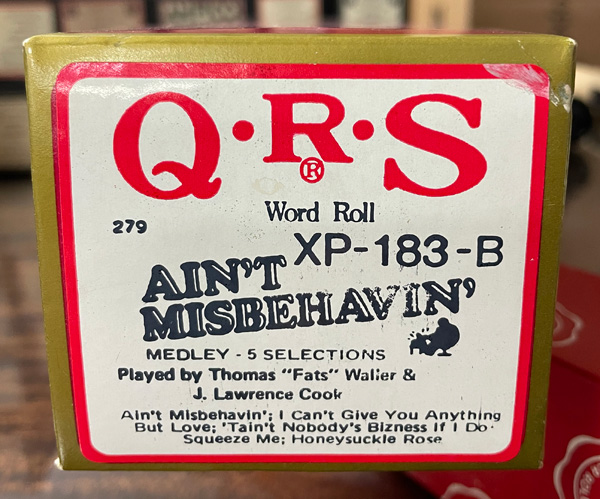 Q·R·S
®
Word Roll
279
XP-183-B
AIN'T
MISBEHAVIN'
MEDLEY - 5 SELECTIONS
Played by Thomas "Fats" Waller &
J. Lawrence Cook
Ain't Misbehavin'; I Can't Give You Anything
But Love; 'Tain't Nobody's Bizness If I Do·
Squeeze Me; Honeysuckle Rose